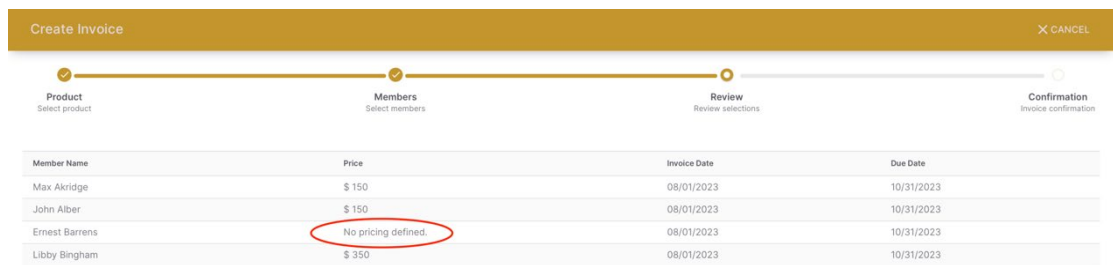 Create Invoice CANCEL
Product Members Review Confirmation
Select product Select members Review selections Invoice confirmation
Member Name Price Invoice Date Due Date
Max Akridge $ 150 08/01/2023 10/31/2023
John Alber $ 150 08/01/2023 10/31/2023
Ernest Barrens No pricing defined. 08/01/2023 10/31/2023
Libby Bingham $ 350 08/01/2023 10/31/2023